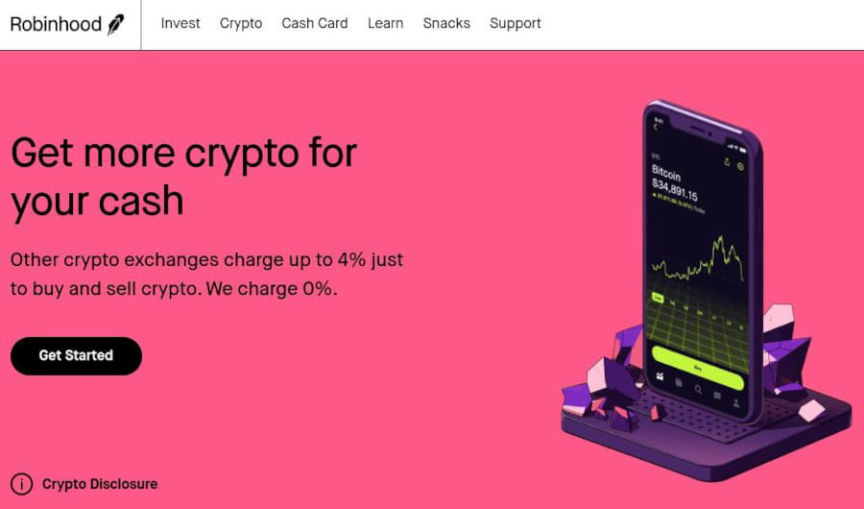 Robinhood
Invest Crypto Cash Card Learn Snacks Support
Get more crypto for
your cash
Other crypto exchanges charge up to 4% just
to buy and sell crypto. We charge 0%.
Get Started
Crypto Disclosure
BTC
Bitcoin
$34,891.15
Buy